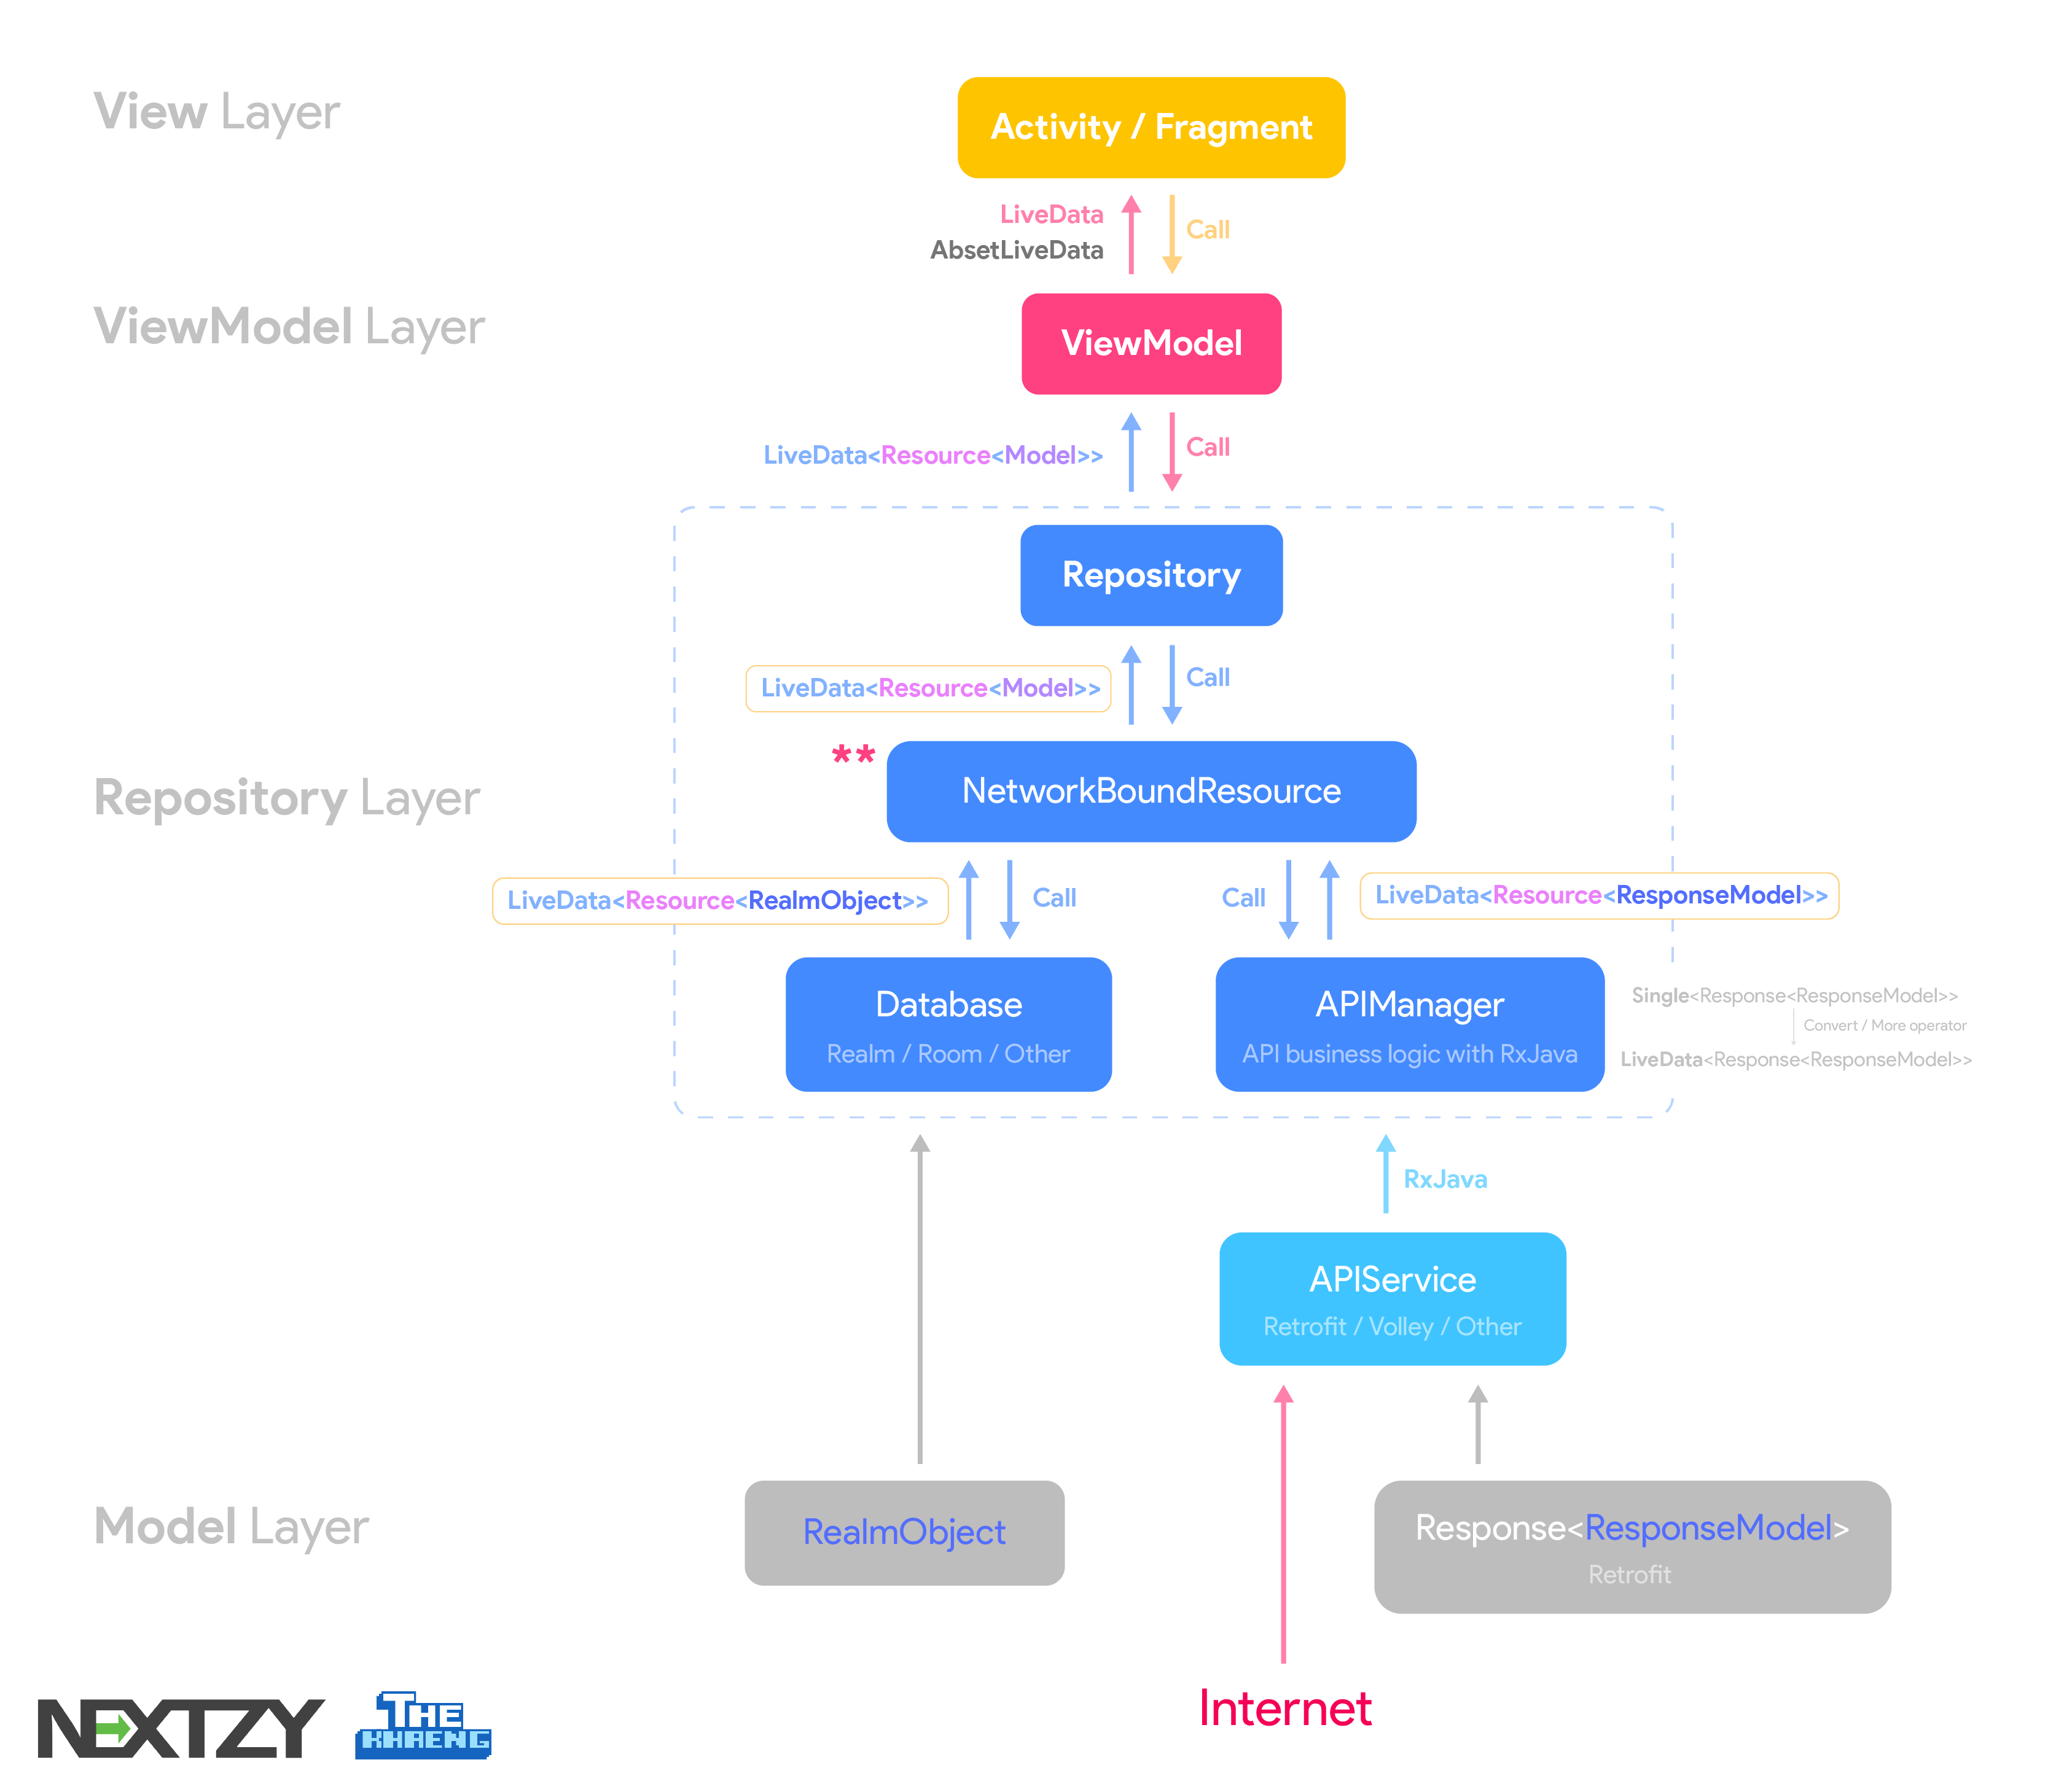 View Layer
Activity / Fragment
LiveData
AbsetLiveData
Call
ViewModel Layer
ViewModel
LiveData<Resource<Model>>
Call
Repository
LiveData<Resource<Model>>
Call
**
NetworkBoundResource
Repository Layer
LiveData<Resource<RealmObject>>
Call
Call
LiveData<Resource<ResponseModel>>
Database
Realm / Room / Other
APIManager
API business logic with RxJava
Single<Response<ResponseModel>>
Convert / More operator
LiveData<Response<ResponseModel>>
RxJava
APIService
Retrofit / Volley / Other
Model Layer
RealmObject
Response<ResponseModel>
Retrofit
Internet
NEXTZY
THE
KHAENG